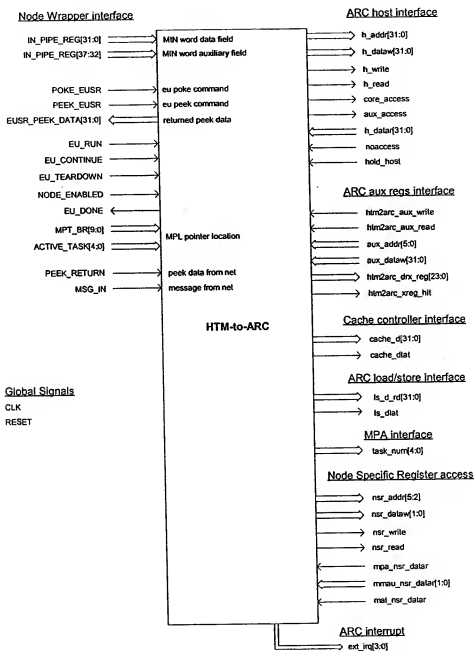 Node Wrapper interface
IN_PIPE_REG[31:0]
MIN word data field
IN_PIPE_REG[37:32]
MIN word auxiliary field
POKE_EUSR
eu poke command
PEEK_EUSR
eu peek command
EUSR_PEEK_DATA[31:0]
returned peek data
EU_RUN
EU_CONTINUE
EU_TEARDOWN
NODE_ENABLED
EU_DONE
MPT_BR[9:0]
MPL pointer location
ACTIVE_TASK[4:0]
PEEK_RETURN
peek data from net
MSG_IN
message from net
HTM-to-ARC
Global Signals
CLK
RESET
ARC host interface
h_addr[31:0]
h_dataw[31:0]
h_write
h_read
core_access
aux_access
h_datar[31:0]
noaccess
hold_host
ARC aux regs interface
htm2arc_aux_write
htm2arc_aux_read
aux_addr[5:0]
aux_dataw[31:0]
htm2arc_drx_reg[23:0]
htm2arc_xreg_hit
Cache controller interface
cache_d[31:0]
cache_dlat
ARC load/store interface
ls_d_rd[31:0]
ls_dlat
MPA interface
task_num[4:0]
Node Specific Register access
nsr_addr[5:2]
nsr_dataw[1:0]
nsr_write
nsr_read
mpa_nsr_datar
mmau_nsr_datar[1:0]
mal_nsr_datar
ARC interrupt
ext_irq[3:0]